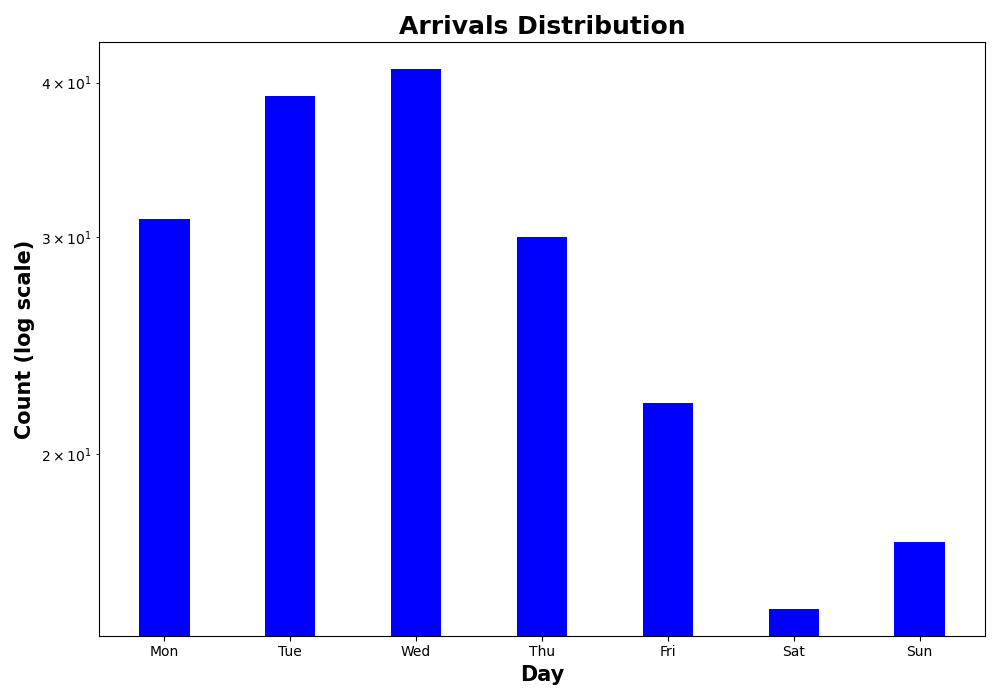 Arrivals Distribution
Count (log scale)
4 × 10¹
3 × 10¹
2 × 10¹
Mon Tue Wed Thu Fri Sat Sun
Day